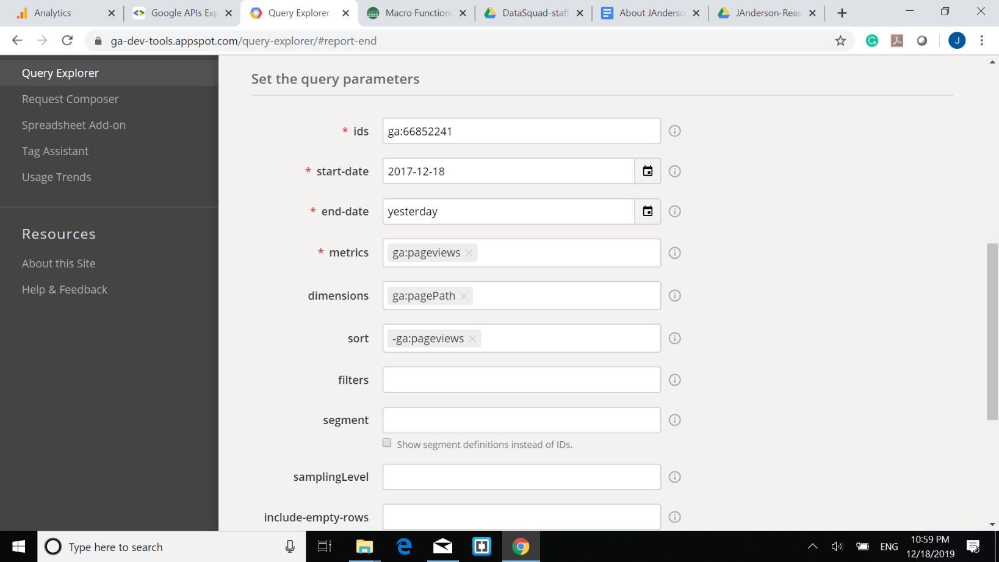 Analytics
Google APIs Exp
Query Explorer -
Macro Functions
DataSquad-staff
About JAnderso
JAnderson-Reas
ga-dev-tools.appspot.com/query-explorer/#report-end
J
Query Explorer
Request Composer
Spreadsheet Add-on
Tag Assistant
Usage Trends
Resources
About this Site
Help & Feedback
Set the query parameters
* ids ga:66852241
* start-date 2017-12-18
* end-date yesterday
* metrics ga:pageviews
dimensions ga:pagePath
sort -ga:pageviews
filters
segment
Show segment definitions instead of IDs.
samplingLevel
include-empty-rows
Type here to search
ENG
10:59 PM
12/18/2019